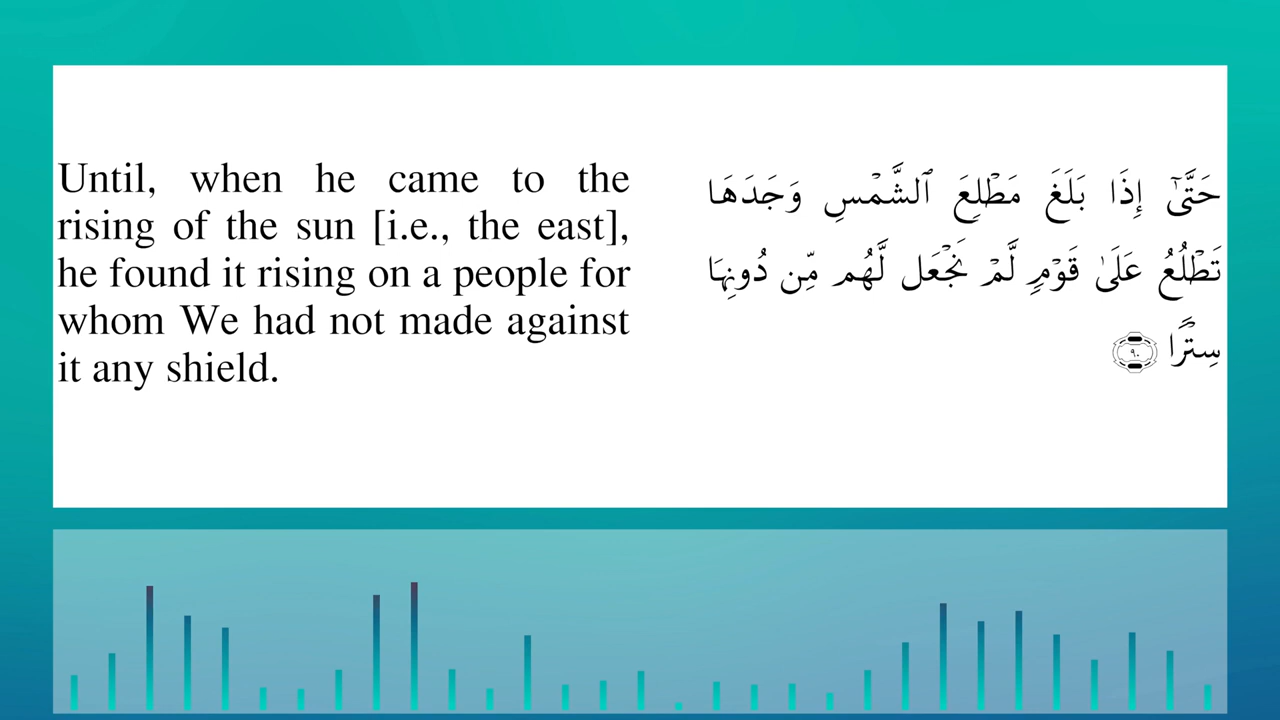 Until, when he came to the
rising of the sun [i.e., the east],
he found it rising on a people for
whom We had not made against
it any shield.
حَتَّىٰٓ إِذَا بَلَغَ مَطْلِعَ ٱلشَّمْسِ وَجَدَهَا
تَطْلُعُ عَلَىٰ قَوْمٍ لَّمْ نَجْعَل لَّهُم مِّن دُونِهَا
سِتْرًا ٩٠